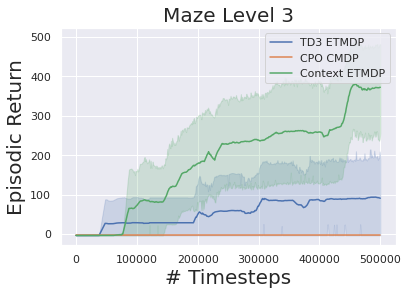 Maze Level 3
Episodic Return
500
400
300
200
100
0
TD3 ETMDP
CPO CMDP
Context ETMDP
0 100000 200000 300000 400000 500000
# Timesteps